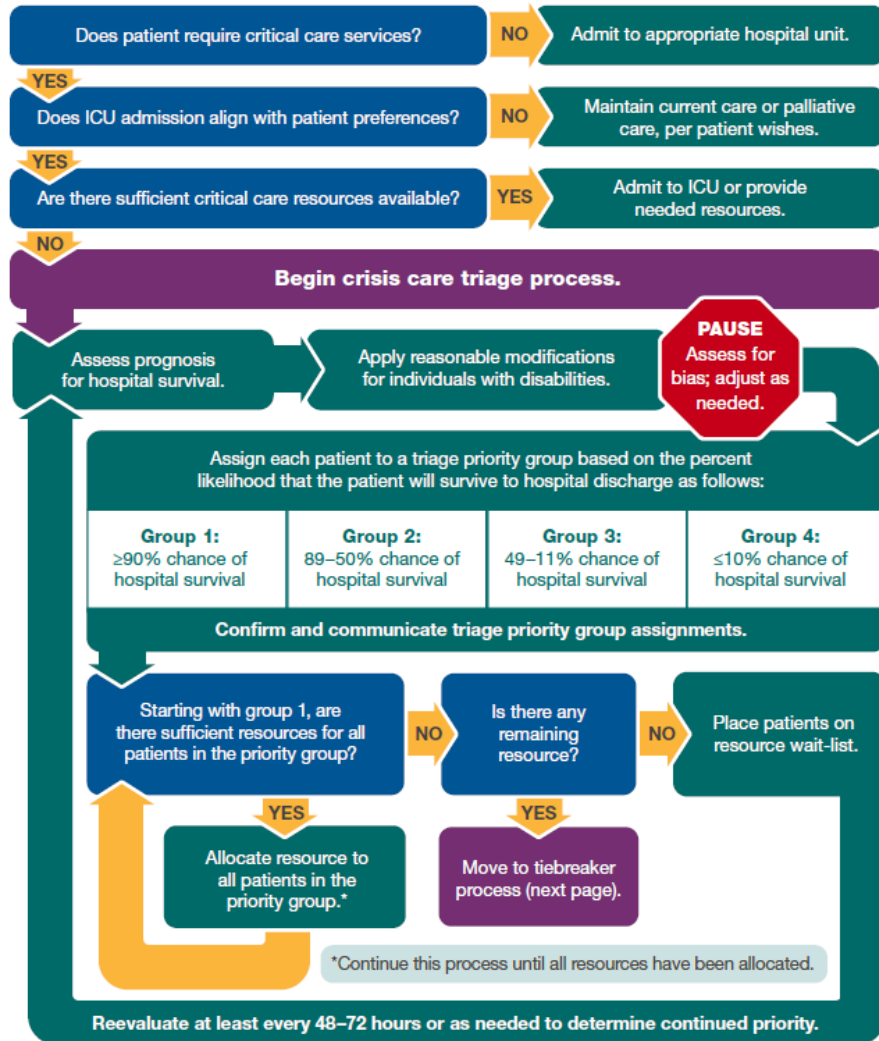 Does patient require critical care services?
NO
Admit to appropriate hospital unit.
YES
Does ICU admission align with patient preferences?
NO
Maintain current care or palliative
care, per patient wishes.
YES
Are there sufficient critical care resources available?
YES
Admit to ICU or provide
needed resources.
NO
Begin crisis care triage process.
Assess prognosis
for hospital survival.
Apply reasonable modifications
for individuals with disabilities.
PAUSE
Assess for
bias; adjust as
needed.
Assign each patient to a triage priority group based on the percent
likelihood that the patient will survive to hospital discharge as follows:
Group 1:
≥90% chance of
hospital survival
Group 2:
89–50% chance of
hospital survival
Group 3:
49–11% chance of
hospital survival
Group 4:
≤10% chance of
hospital survival
Confirm and communicate triage priority group assignments.
Starting with group 1, are
there sufficient resources for all
patients in the priority group?
NO
Is there any
remaining
resource?
NO
Place patients on
resource wait-list.
YES
Allocate resource to
all patients in the
priority group.*
YES
Move to tiebreaker
process (next page).
*Continue this process until all resources have been allocated.
Reevaluate at least every 48–72 hours or as needed to determine continued priority.